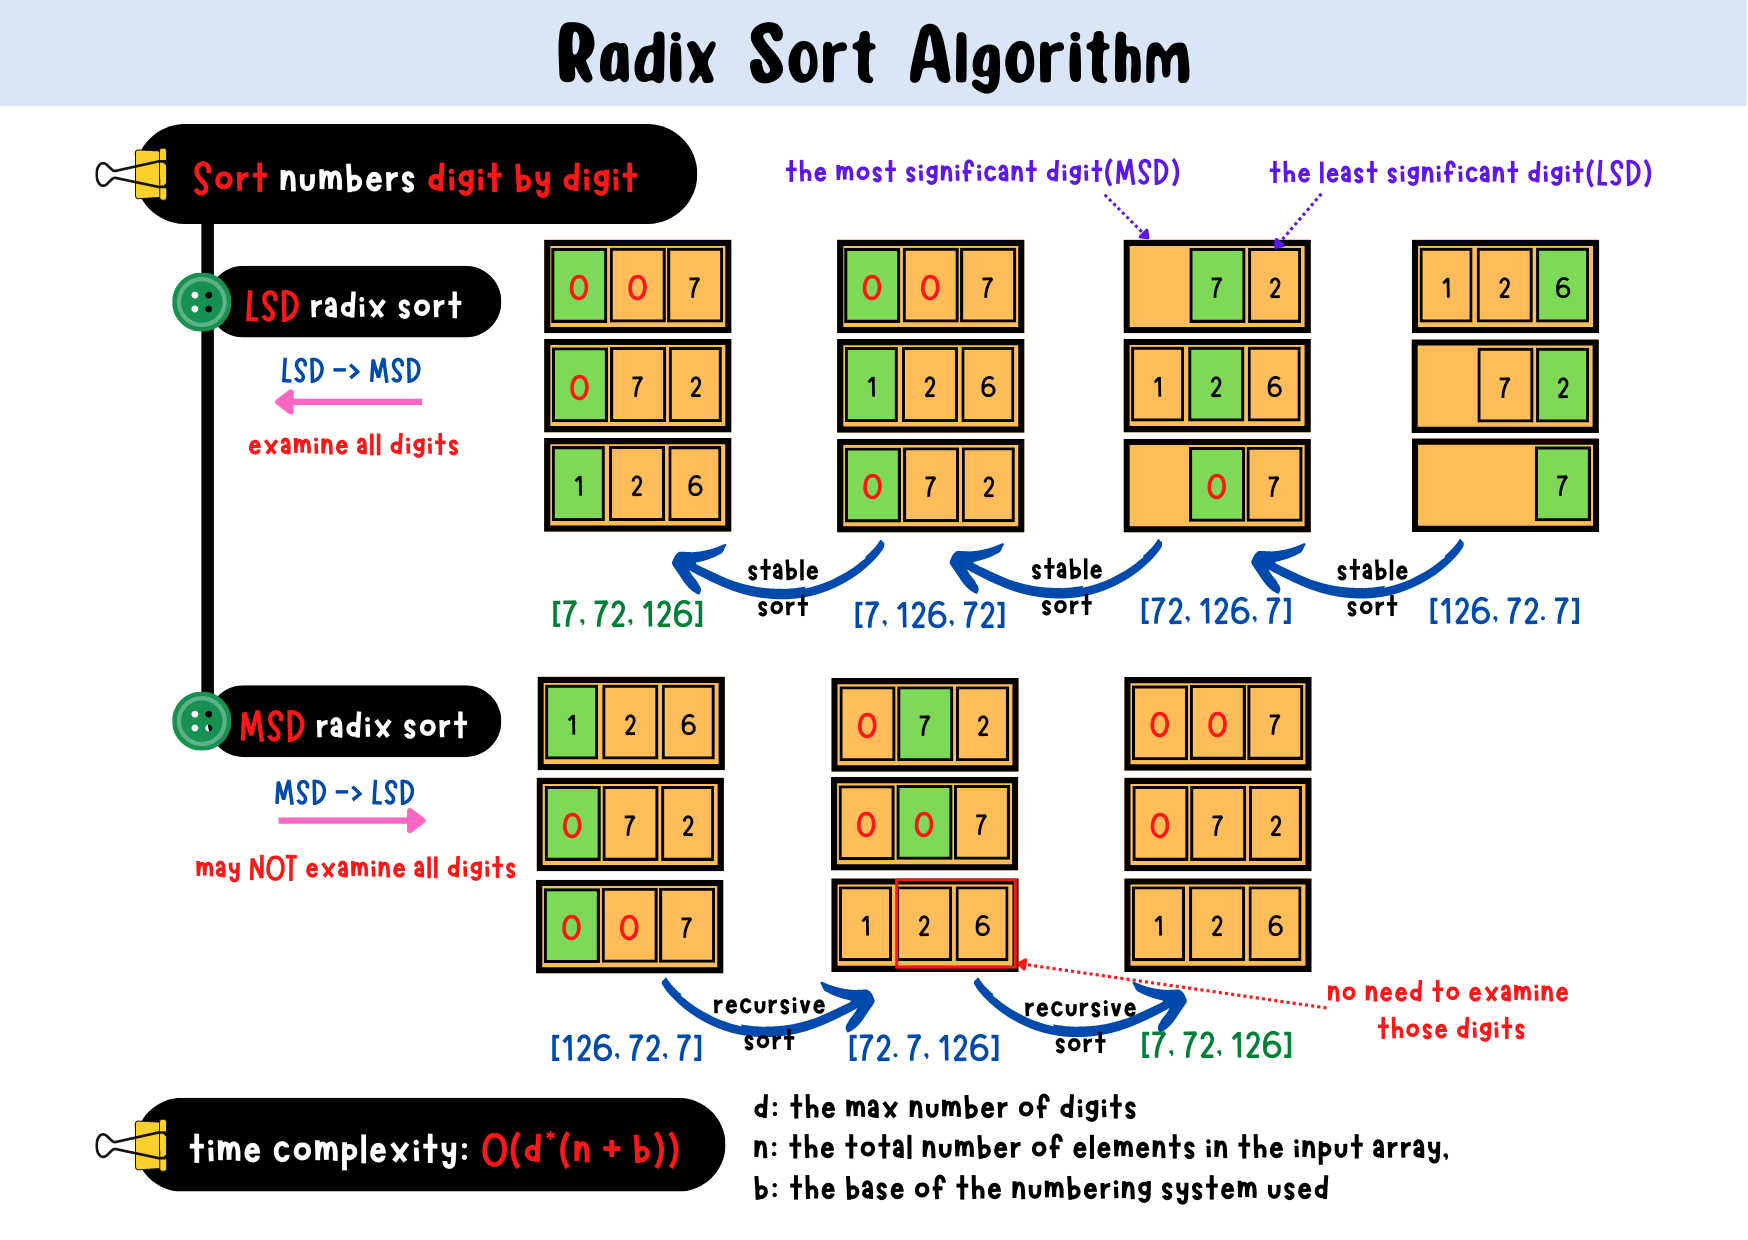 Radix Sort Algorithm
Sort numbers digit by digit
the most significant digit(MSD)
the least significant digit(LSD)
LSD radix sort
LSD -> MSD
examine all digits
0 0 7
0 7 2
1 2 6
0 0 7
1 2 6
0 7 2
7 2
1 2 6
0 7
1 2 6
7 2
7
stable
sort
stable
sort
stable
sort
[7, 72, 126]
[7, 126, 72]
[72, 126, 7]
[126, 72. 7]
MSD radix sort
MSD -> LSD
may NOT examine all digits
1 2 6
0 7 2
0 0 7
0 7 2
0 0 7
1 2 6
0 0 7
0 7 2
1 2 6
recursive
sort
recursive
sort
no need to examine
those digits
[126, 72, 7]
[72. 7, 126]
[7, 72, 126]
time complexity: O(d*(n + b))
d: the max number of digits
n: the total number of elements in the input array,
b: the base of the numbering system used